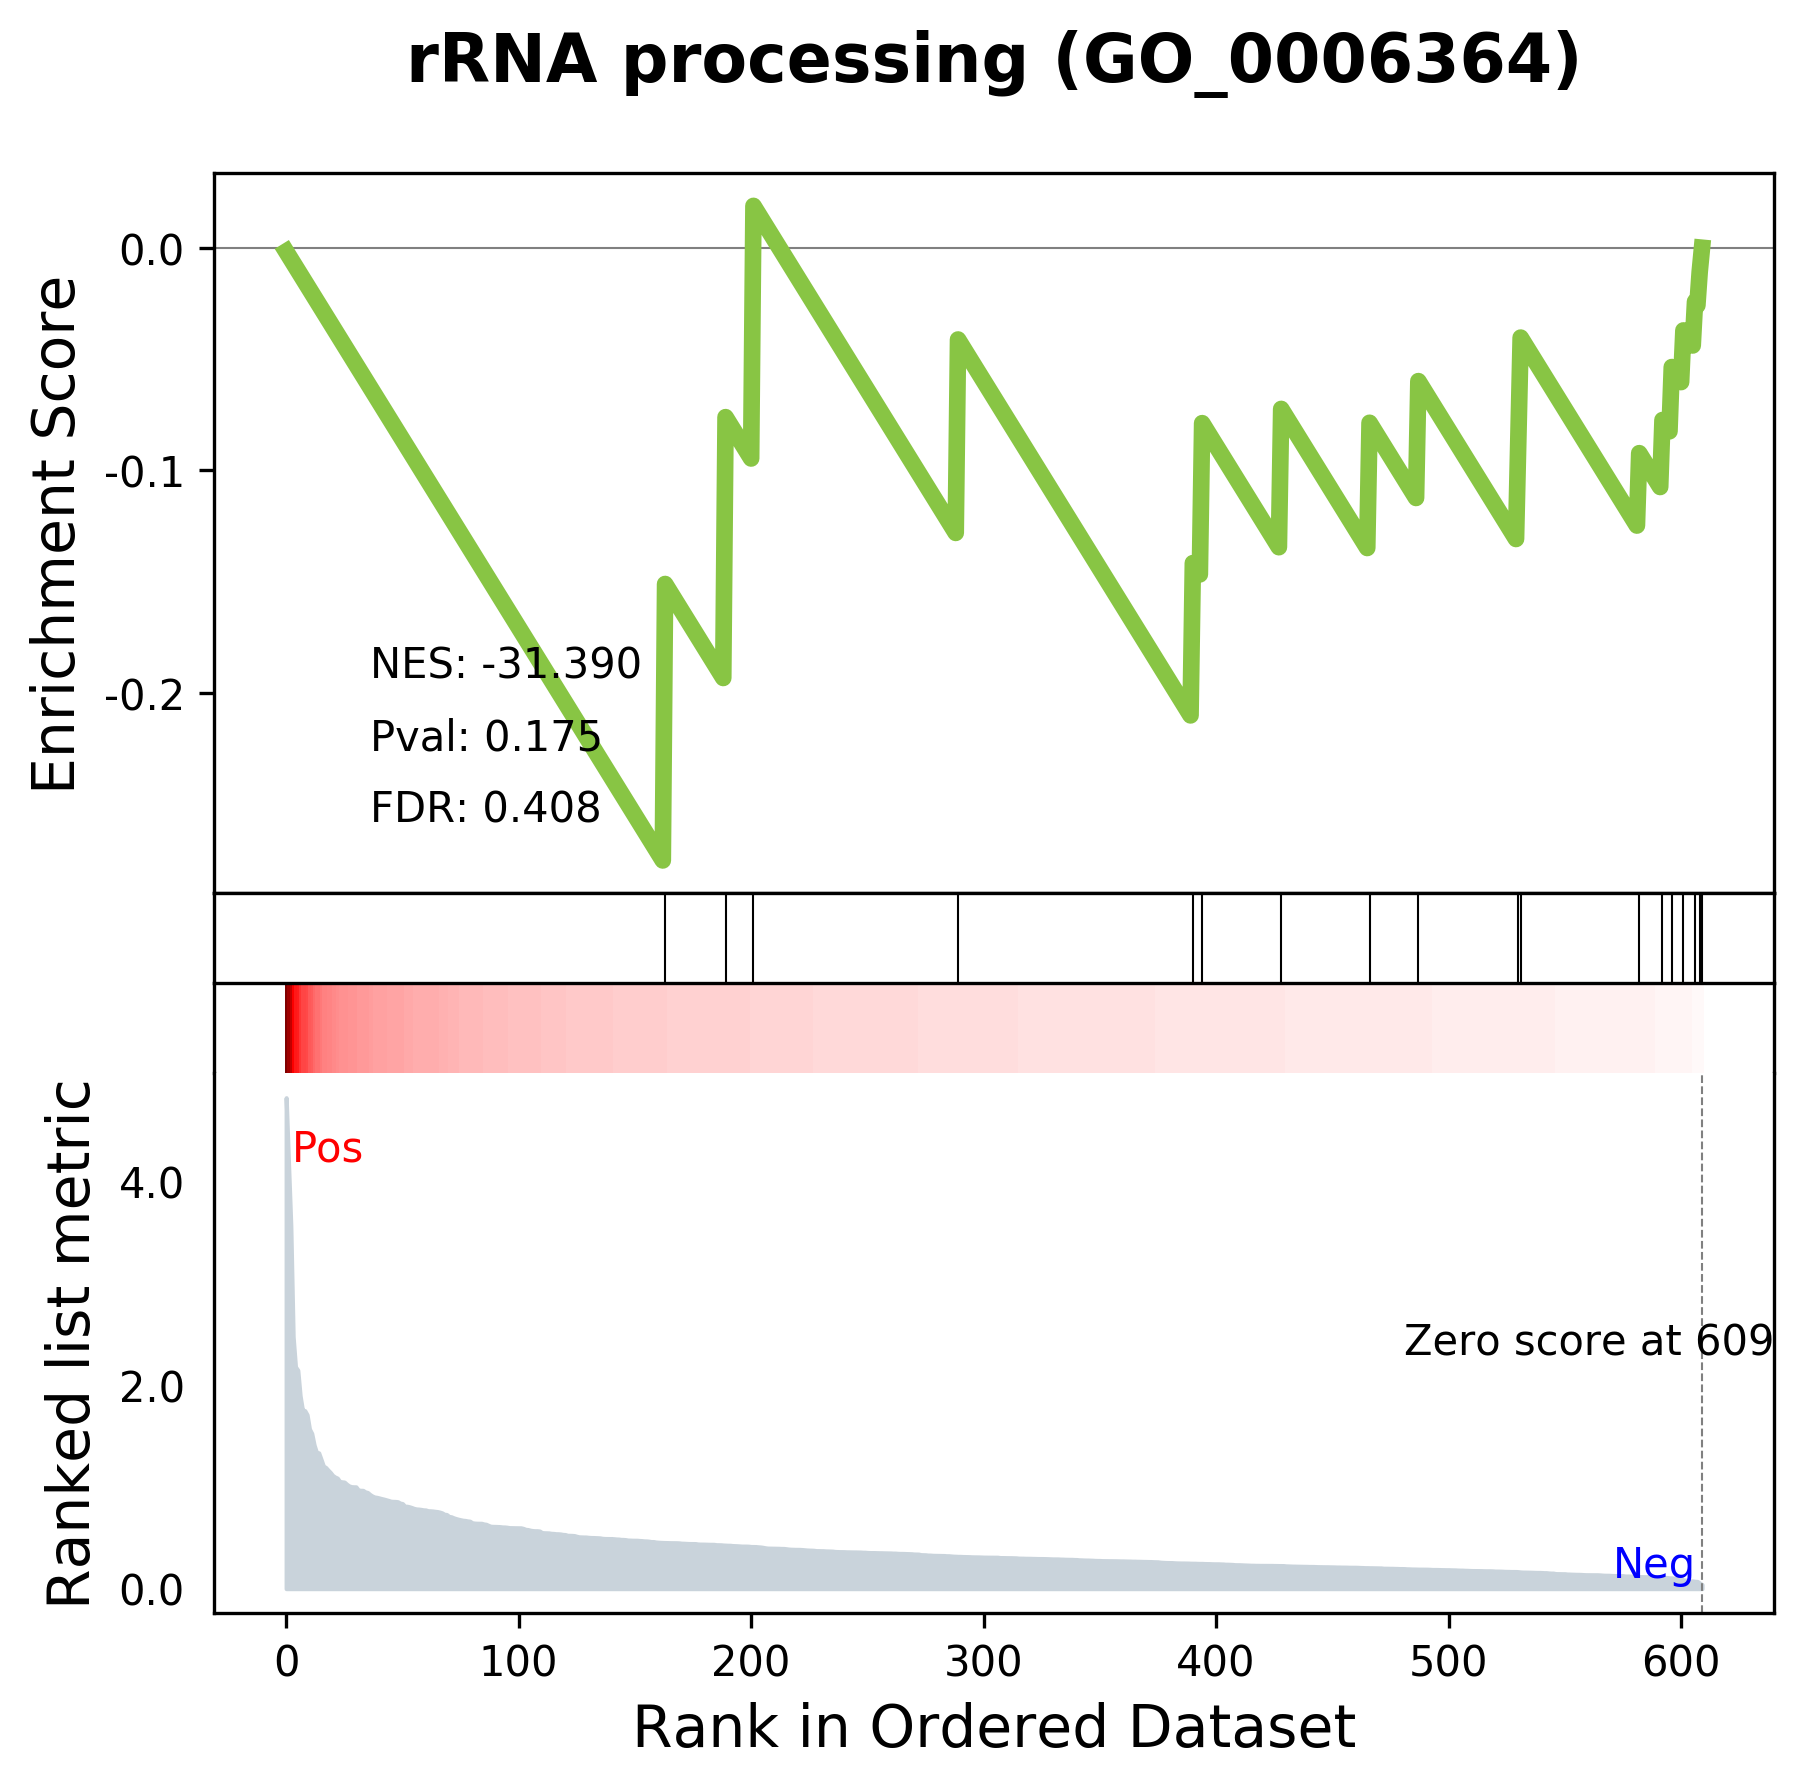 rRNA processing (GO_0006364)
Enrichment Score
0.0
-0.1
-0.2
NES: -31.390
Pval: 0.175
FDR: 0.408
Ranked list metric
4.0
2.0
0.0
Pos
Zero score at 609
Neg
0 100 200 300 400 500 600
Rank in Ordered Dataset